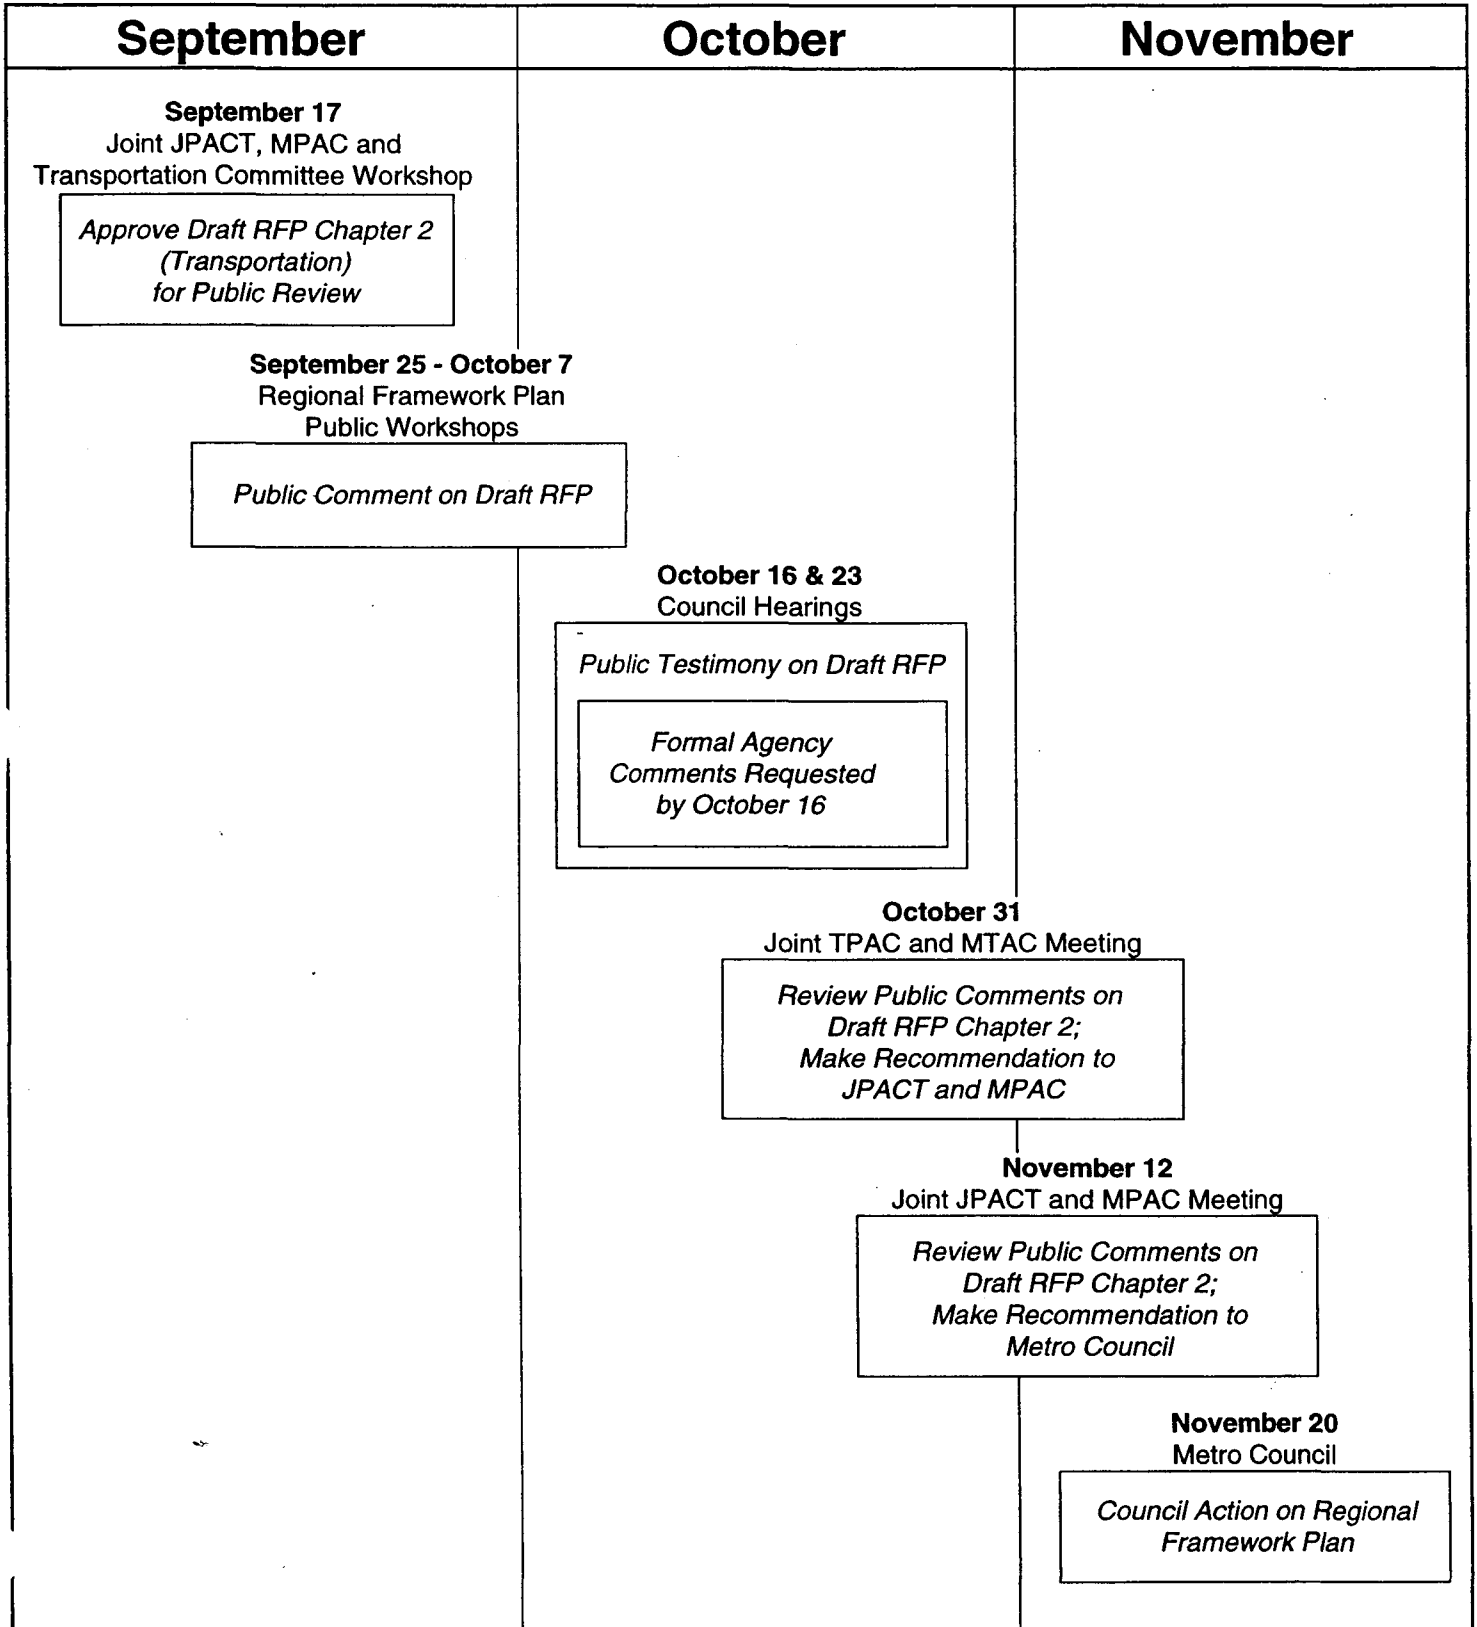 September
October
November
September 17
Joint JPACT, MPAC and
Transportation Committee Workshop
Approve Draft RFP Chapter 2
(Transportation)
for Public Review
September 25 - October 7
Regional Framework Plan
Public Workshops
Public Comment on Draft RFP
October 16 & 23
Council Hearings
Public Testimony on Draft RFP
Formal Agency
Comments Requested
by October 16
October 31
Joint TPAC and MTAC Meeting
Review Public Comments on
Draft RFP Chapter 2;
Make Recommendation to
JPACT and MPAC
November 12
Joint JPACT and MPAC Meeting
Review Public Comments on
Draft RFP Chapter 2;
Make Recommendation to
Metro Council
November 20
Metro Council
Council Action on Regional
Framework Plan